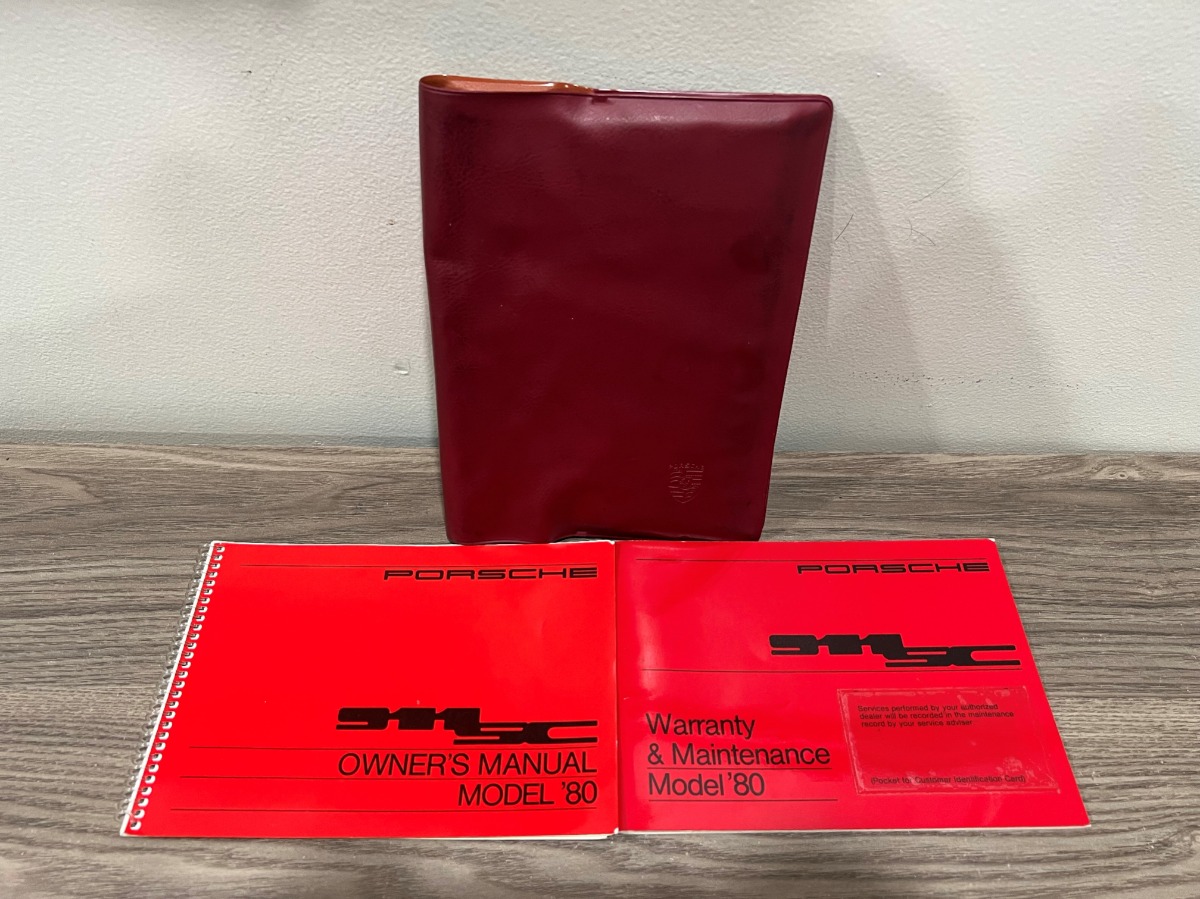 PORSCHE
PORSCHE
911SC
OWNER'S MANUAL
MODEL '80
PORSCHE
911SC
Warranty
& Maintenance
Model '80
Services performed by your authorized
dealer will be recorded in the maintenance
record by your service adviser
(Pocket for Customer Identification Card)